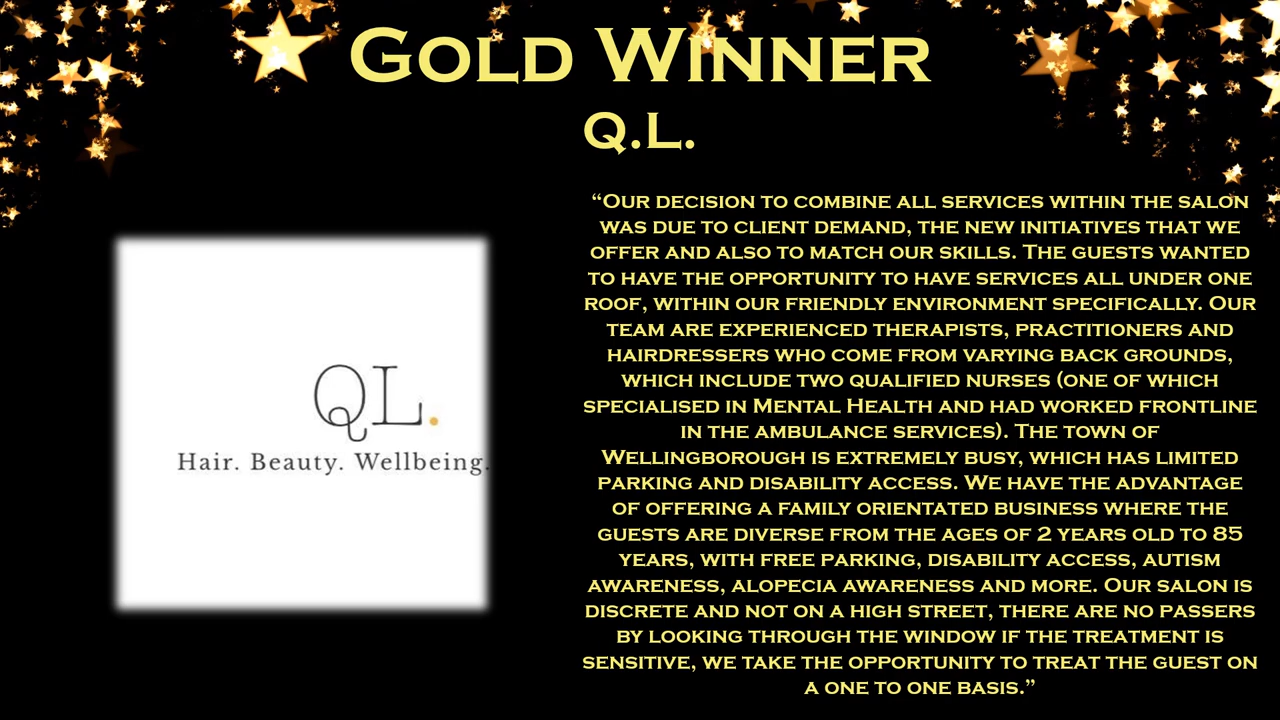 Gold Winner
Q.L.
QL.
Hair. Beauty. Wellbeing.
“Our decision to combine all services within the salon
was due to client demand, the new initiatives that we
offer and also to match our skills. The guests wanted
to have the opportunity to have services all under one
roof, within our friendly environment specifically. Our
team are experienced therapists, practitioners and
hairdressers who come from varying back grounds,
which include two qualified nurses (one of which
specialised in Mental Health and had worked frontline
in the ambulance services). The town of
Wellingborough is extremely busy, which has limited
parking and disability access. We have the advantage
of offering a family orientated business where the
guests are diverse from the ages of 2 years old to 85
years, with free parking, disability access, autism
awareness, alopecia awareness and more. Our salon is
discrete and not on a high street, there are no passers
by looking through the window if the treatment is
sensitive, we take the opportunity to treat the guest on
a one to one basis.”